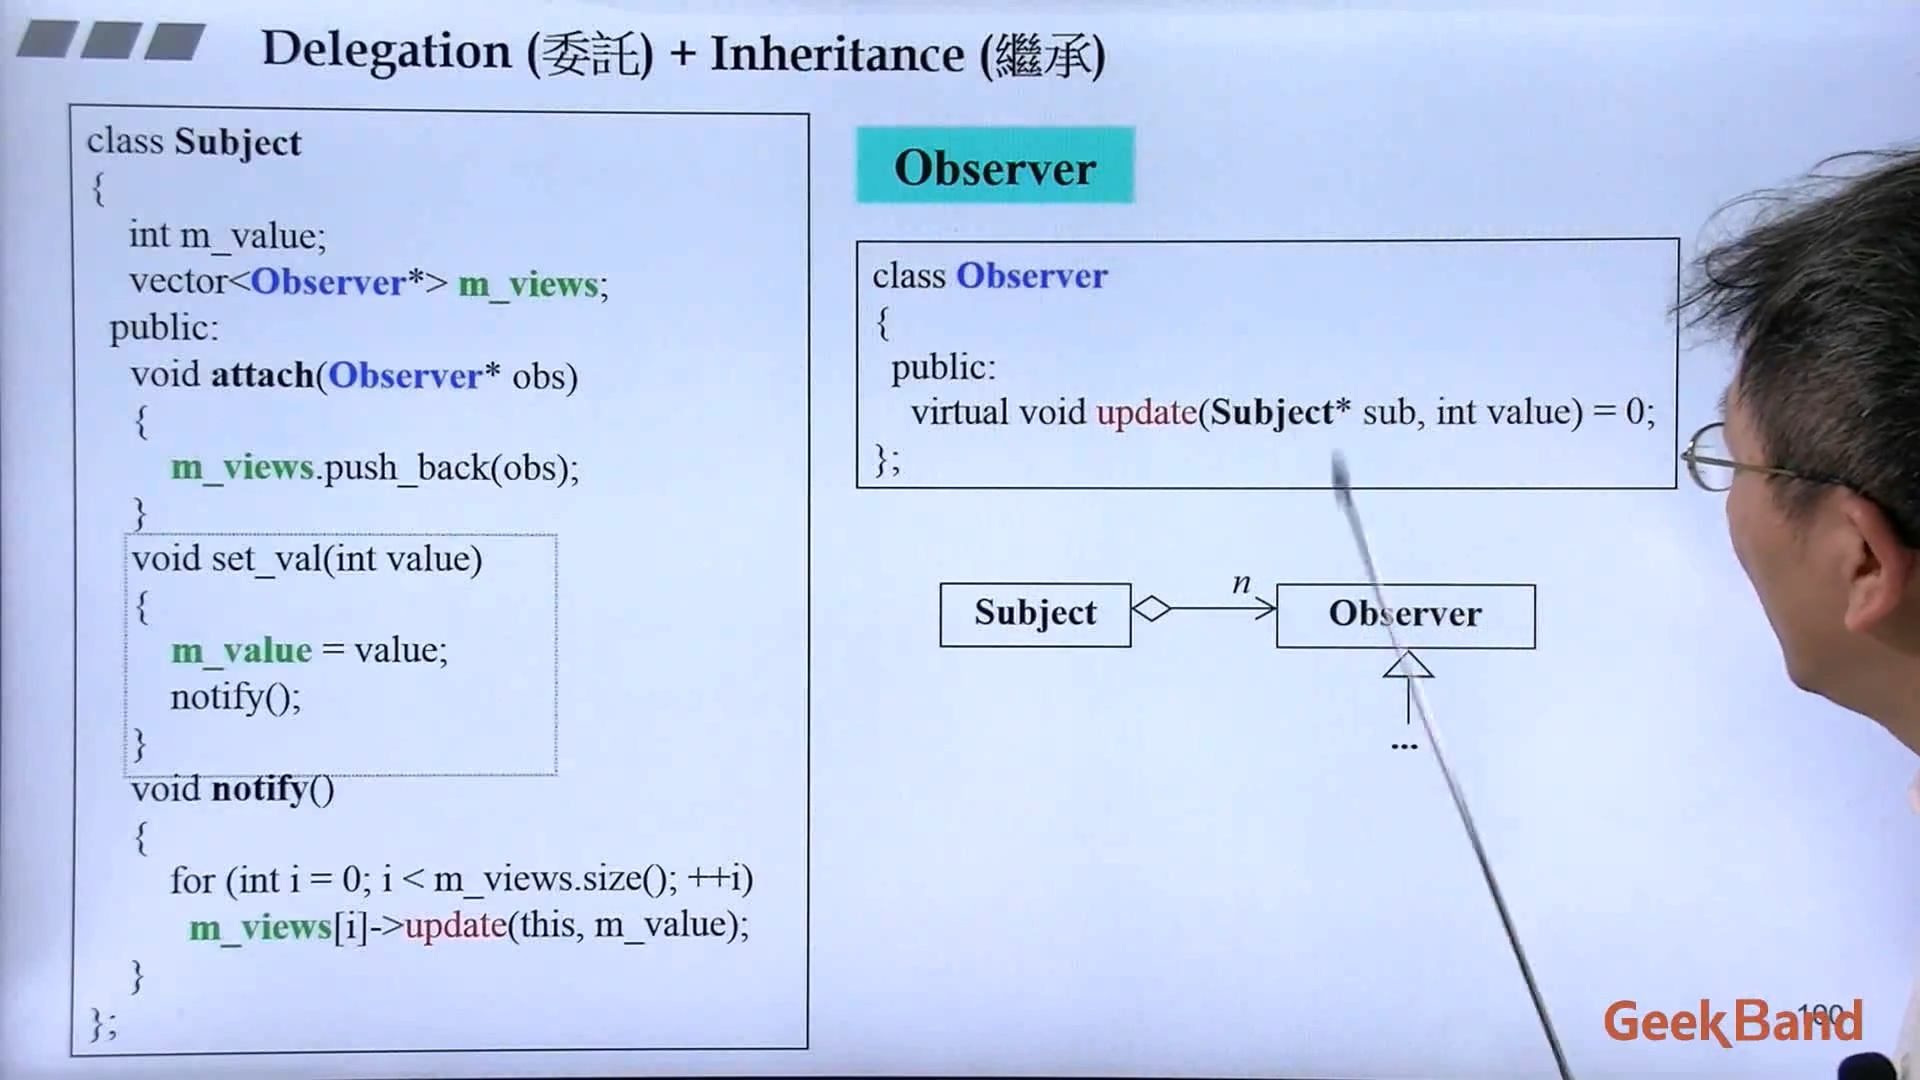 Delegation (委託) + Inheritance (繼承)
class Subject
{
int m_value;
vector<Observer*> m_views;
public:
void attach(Observer* obs)
{
m_views.push_back(obs);
}
void set_val(int value)
{
m_value = value;
notify();
}
void notify()
{
for (int i = 0; i < m_views.size(); ++i)
m_views[i]->update(this, m_value);
}
};
Observer
class Observer
{
public:
virtual void update(Subject* sub, int value) = 0;
};
Subject
n
Observer
...
GeekBand